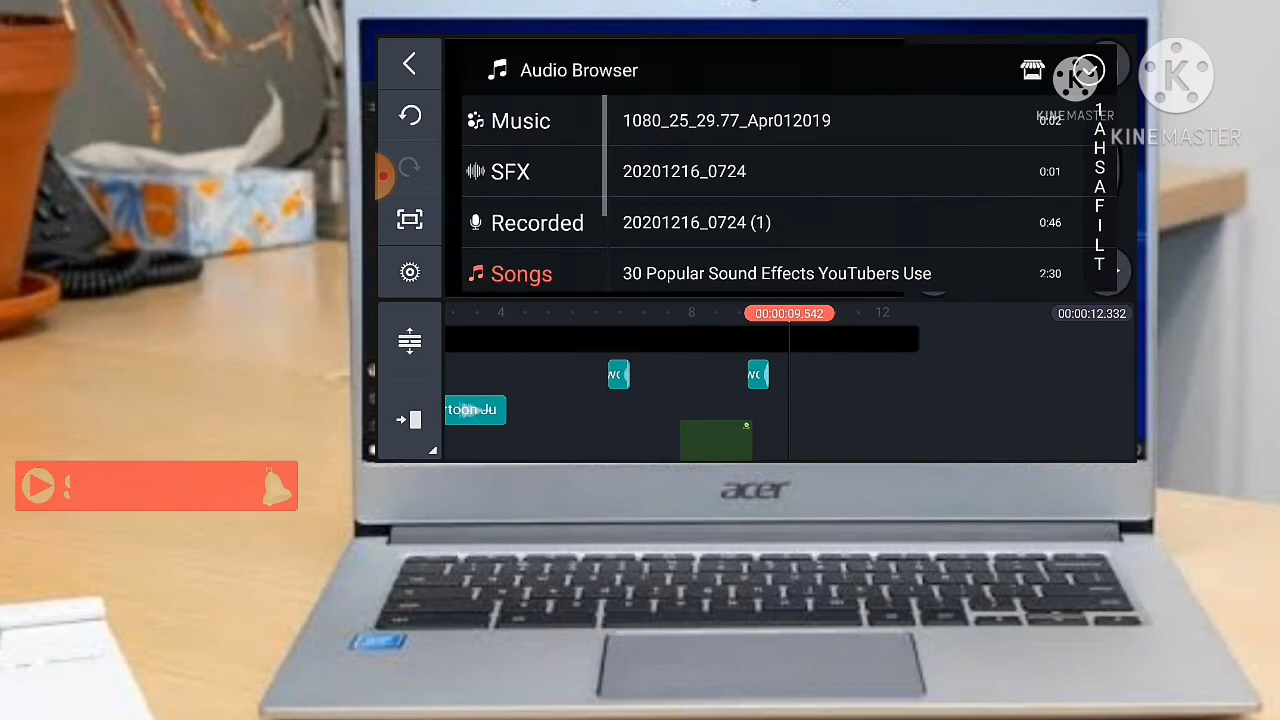 Audio Browser
KINEMASTER
KINEMASTER
Music
1080_25_29.77_Apr012019
0:02
SFX
20201216_0724
0:01
Recorded
20201216_0724 (1)
0:46
Songs
30 Popular Sound Effects YouTubers Use
2:30
1
A
H
S
A
F
I
L
T
4
8
00:00:09.542
12
00:00:12.332
rtoon Ju
acer